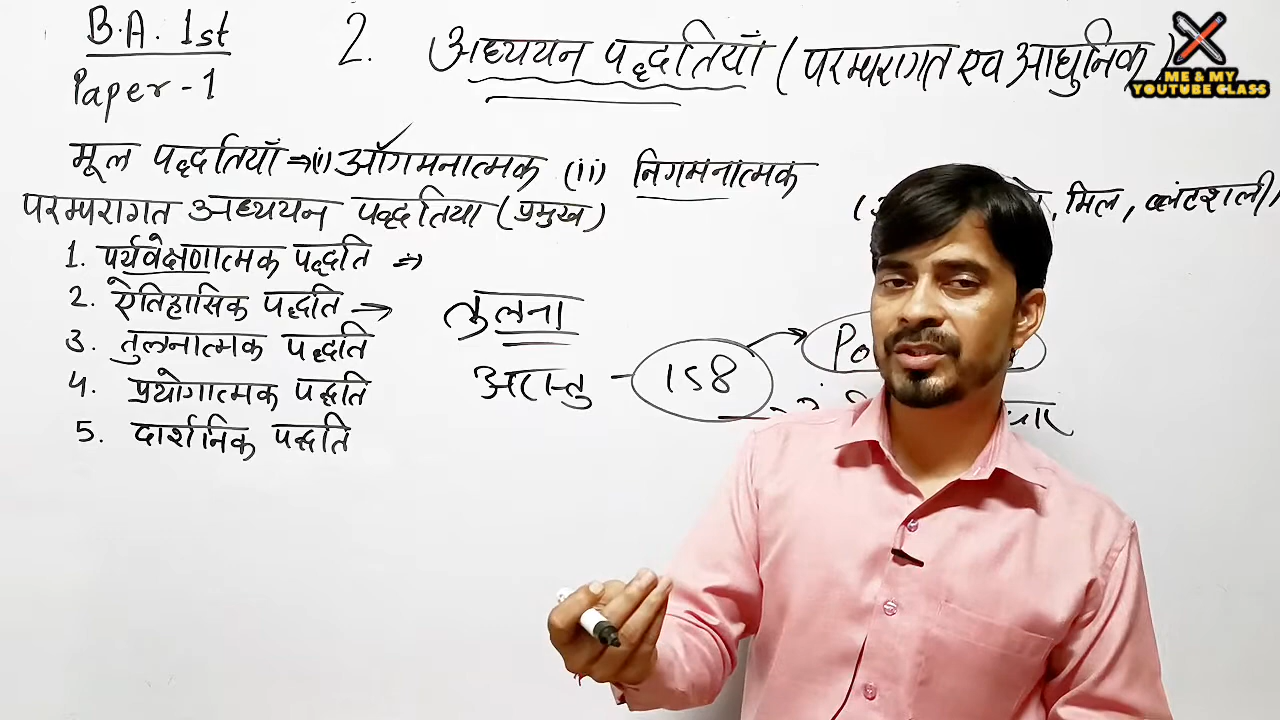 B.A. 1st
Paper-1
2. अध्ययन पद्धतियाँ (परम्परागत एव आधुनिक)
ME & MY
YOUTUBE CLASS
मूल पद्धतियाँ ⇒ (i) ऑगमनात्मक (ii) निगमनात्मक
मिल, ब्लंटशली)
परम्परागत अध्ययन पद्धतिया (प्रमुख)
1. पर्यवेक्षणात्मक पद्धति ⇒
2. ऐतिहासिक पद्धति → तुलना
3. तुलनात्मक पद्धति
अरस्तु - 158 → Po
4. प्रयोगात्मक पद्धति
5. दार्शनिक पद्धति